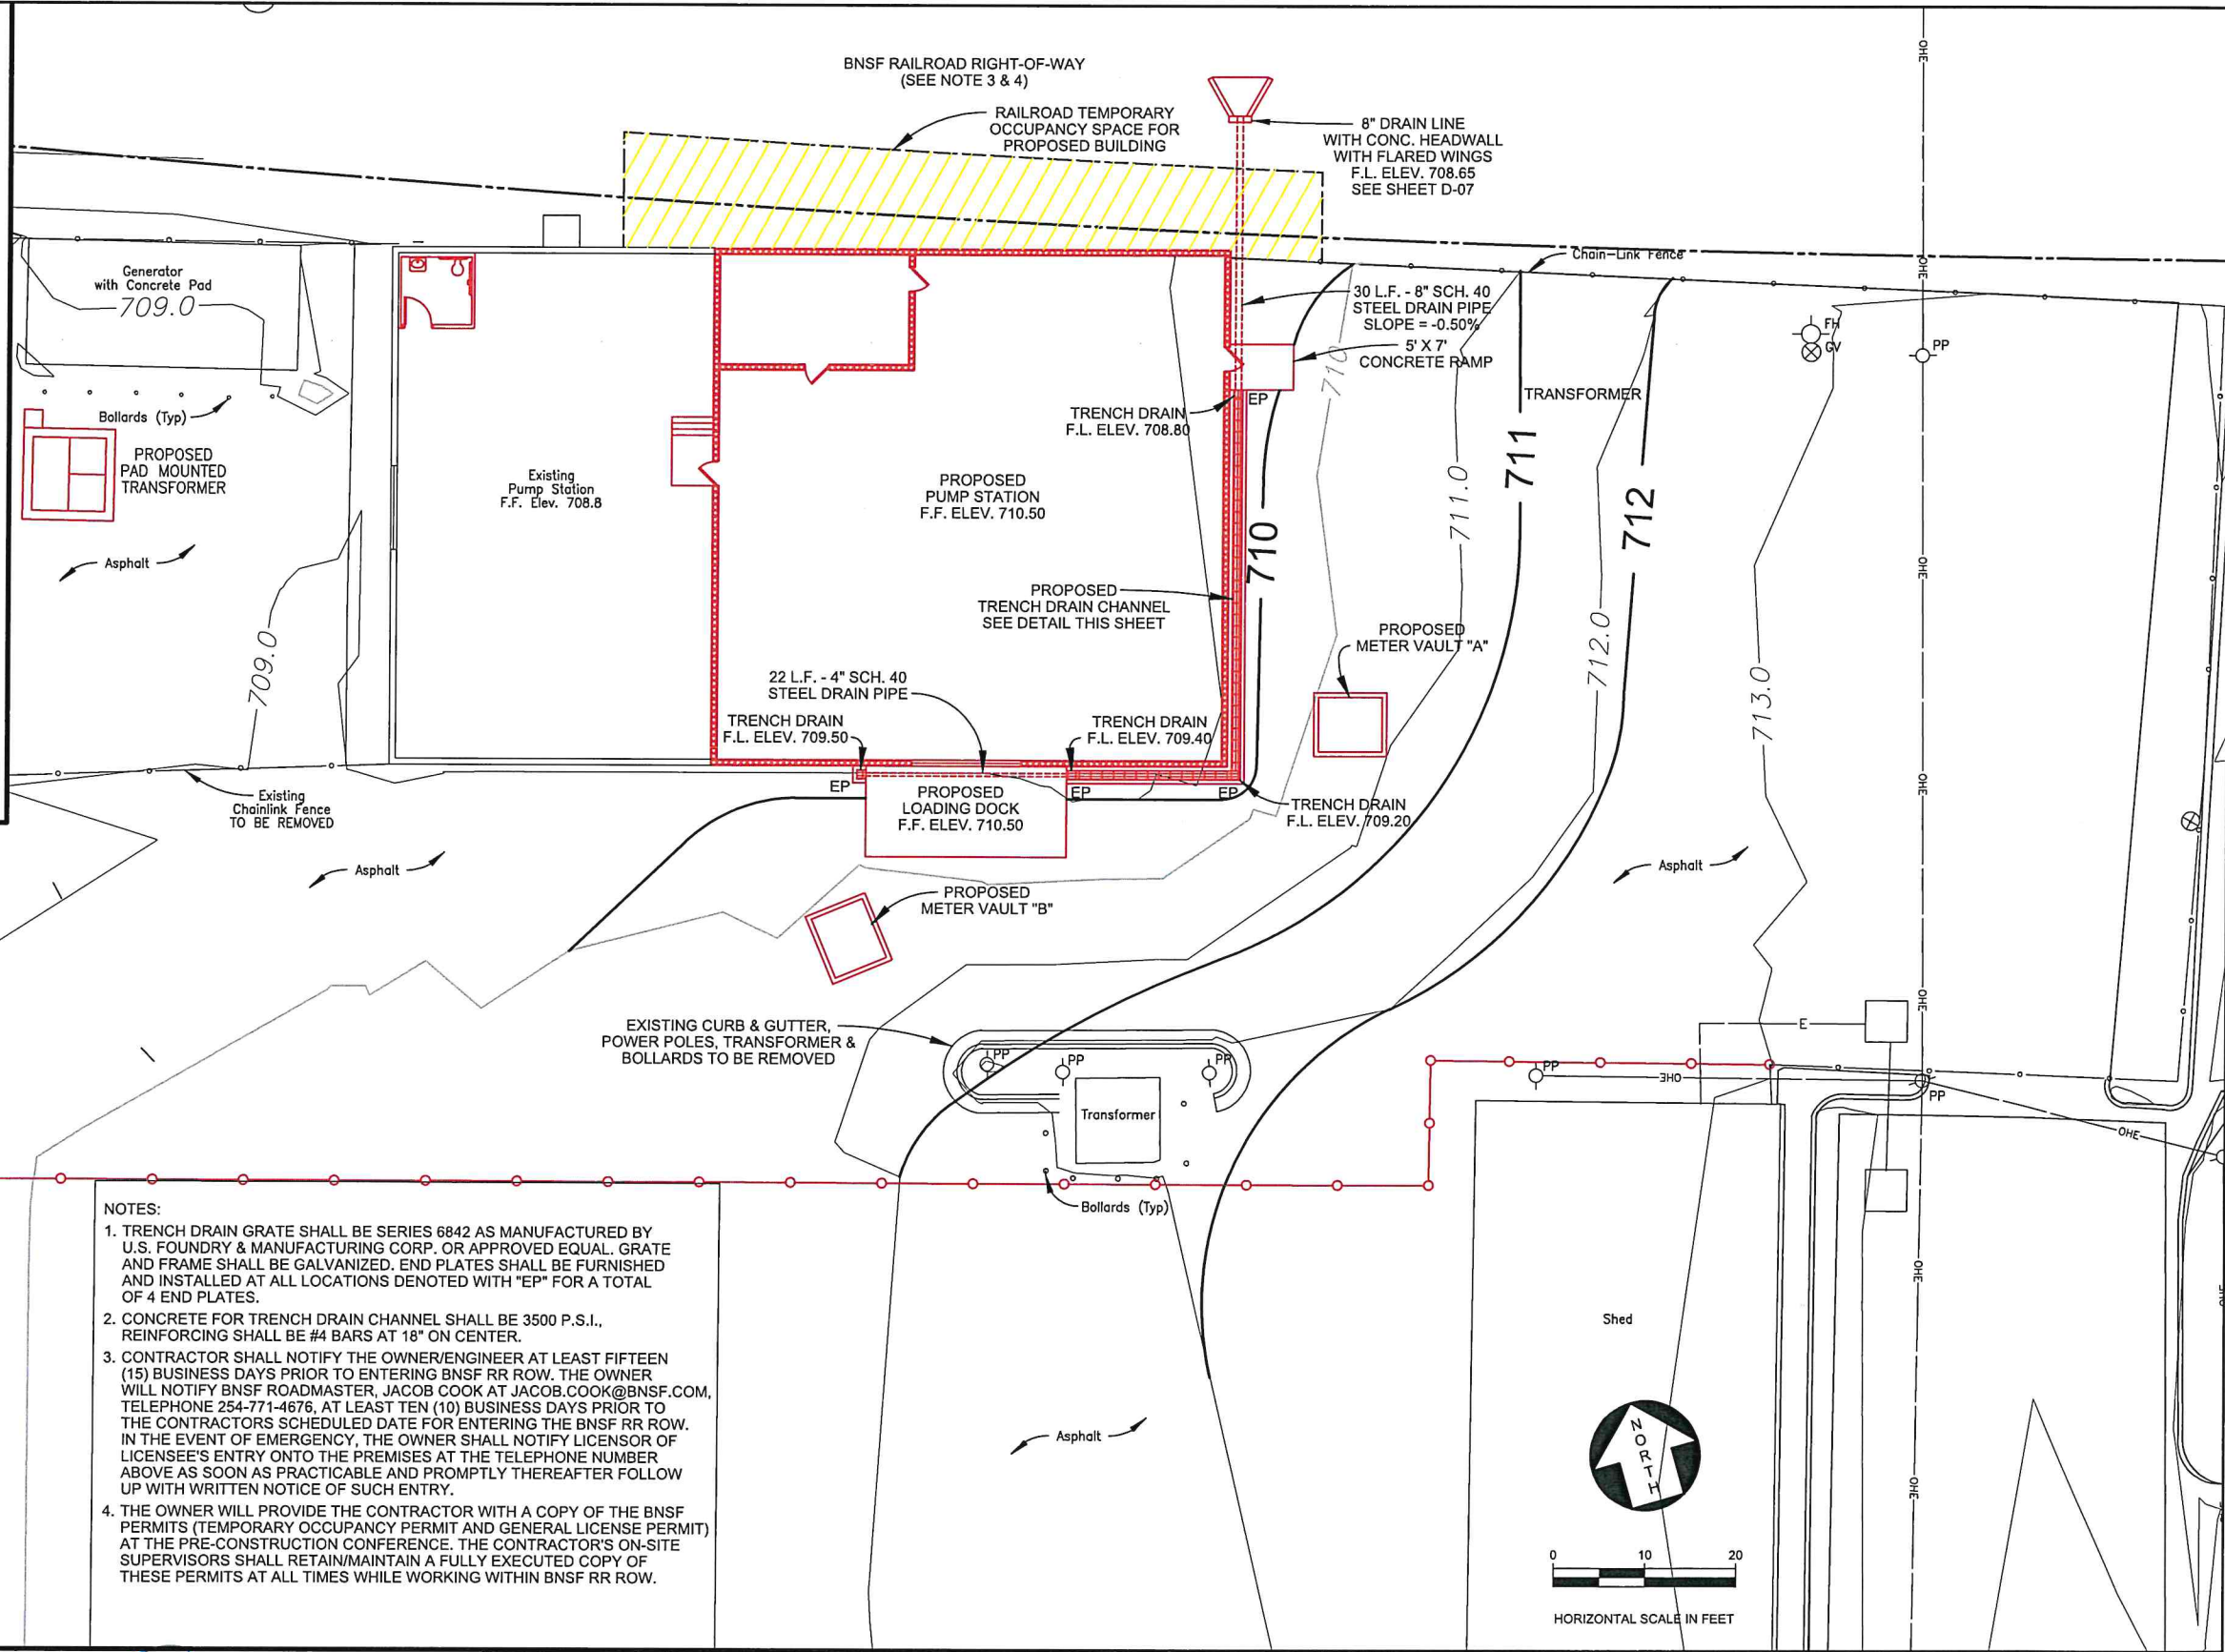 BNSF RAILROAD RIGHT-OF-WAY
(SEE NOTE 3 & 4)
RAILROAD TEMPORARY
OCCUPANCY SPACE FOR
PROPOSED BUILDING
8" DRAIN LINE
WITH CONC. HEADWALL
WITH FLARED WINGS
F.L. ELEV. 708.65
SEE SHEET D-07
OHE
Chain-Link Fence
OHE
Generator
with Concrete Pad
709.0
30 L.F. - 8" SCH. 40
STEEL DRAIN PIPE
SLOPE = -0.50%
5' X 7'
CONCRETE RAMP
710
FH
GV
PP
TRANSFORMER
Bollards (Typ)
PROPOSED
PAD MOUNTED
TRANSFORMER
EP
TRENCH DRAIN
F.L. ELEV. 708.80
Existing
Pump Station
F.F. Elev. 708.8
PROPOSED
PUMP STATION
F.F. ELEV. 710.50
711.0
711
712
710
Asphalt
OHE
PROPOSED
TRENCH DRAIN CHANNEL
SEE DETAIL THIS SHEET
709.0
PROPOSED
METER VAULT "A"
712.0
713.0
22 L.F. - 4" SCH. 40
STEEL DRAIN PIPE
TRENCH DRAIN
F.L. ELEV. 709.50
TRENCH DRAIN
F.L. ELEV. 709.40
EP
EP
EP
PROPOSED
LOADING DOCK
F.F. ELEV. 710.50
TRENCH DRAIN
F.L. ELEV. 709.20
OHE
Existing
Chainlink Fence
TO BE REMOVED
Asphalt
Asphalt
PROPOSED
METER VAULT "B"
OHE
EXISTING CURB & GUTTER,
POWER POLES, TRANSFORMER &
BOLLARDS TO BE REMOVED
PP
PP
PP
E
PP
OHE
PP
Transformer
OHE
Bollards (Typ)
OHE
OHE
Shed
OHE
NOTES:
1. TRENCH DRAIN GRATE SHALL BE SERIES 6842 AS MANUFACTURED BY
U.S. FOUNDRY & MANUFACTURING CORP. OR APPROVED EQUAL. GRATE
AND FRAME SHALL BE GALVANIZED. END PLATES SHALL BE FURNISHED
AND INSTALLED AT ALL LOCATIONS DENOTED WITH "EP" FOR A TOTAL
OF 4 END PLATES.
2. CONCRETE FOR TRENCH DRAIN CHANNEL SHALL BE 3500 P.S.I.,
REINFORCING SHALL BE #4 BARS AT 18" ON CENTER.
3. CONTRACTOR SHALL NOTIFY THE OWNER/ENGINEER AT LEAST FIFTEEN
(15) BUSINESS DAYS PRIOR TO ENTERING BNSF RR ROW. THE OWNER
WILL NOTIFY BNSF ROADMASTER, JACOB COOK AT JACOB.COOK@BNSF.COM,
TELEPHONE 254-771-4676, AT LEAST TEN (10) BUSINESS DAYS PRIOR TO
THE CONTRACTORS SCHEDULED DATE FOR ENTERING THE BNSF RR ROW.
IN THE EVENT OF EMERGENCY, THE OWNER SHALL NOTIFY LICENSOR OF
LICENSEE'S ENTRY ONTO THE PREMISES AT THE TELEPHONE NUMBER
ABOVE AS SOON AS PRACTICABLE AND PROMPTLY THEREAFTER FOLLOW
UP WITH WRITTEN NOTICE OF SUCH ENTRY.
4. THE OWNER WILL PROVIDE THE CONTRACTOR WITH A COPY OF THE BNSF
PERMITS (TEMPORARY OCCUPANCY PERMIT AND GENERAL LICENSE PERMIT)
AT THE PRE-CONSTRUCTION CONFERENCE. THE CONTRACTOR'S ON-SITE
SUPERVISORS SHALL RETAIN/MAINTAIN A FULLY EXECUTED COPY OF
THESE PERMITS AT ALL TIMES WHILE WORKING WITHIN BNSF RR ROW.
Asphalt
NORTH
0 10 20
HORIZONTAL SCALE IN FEET